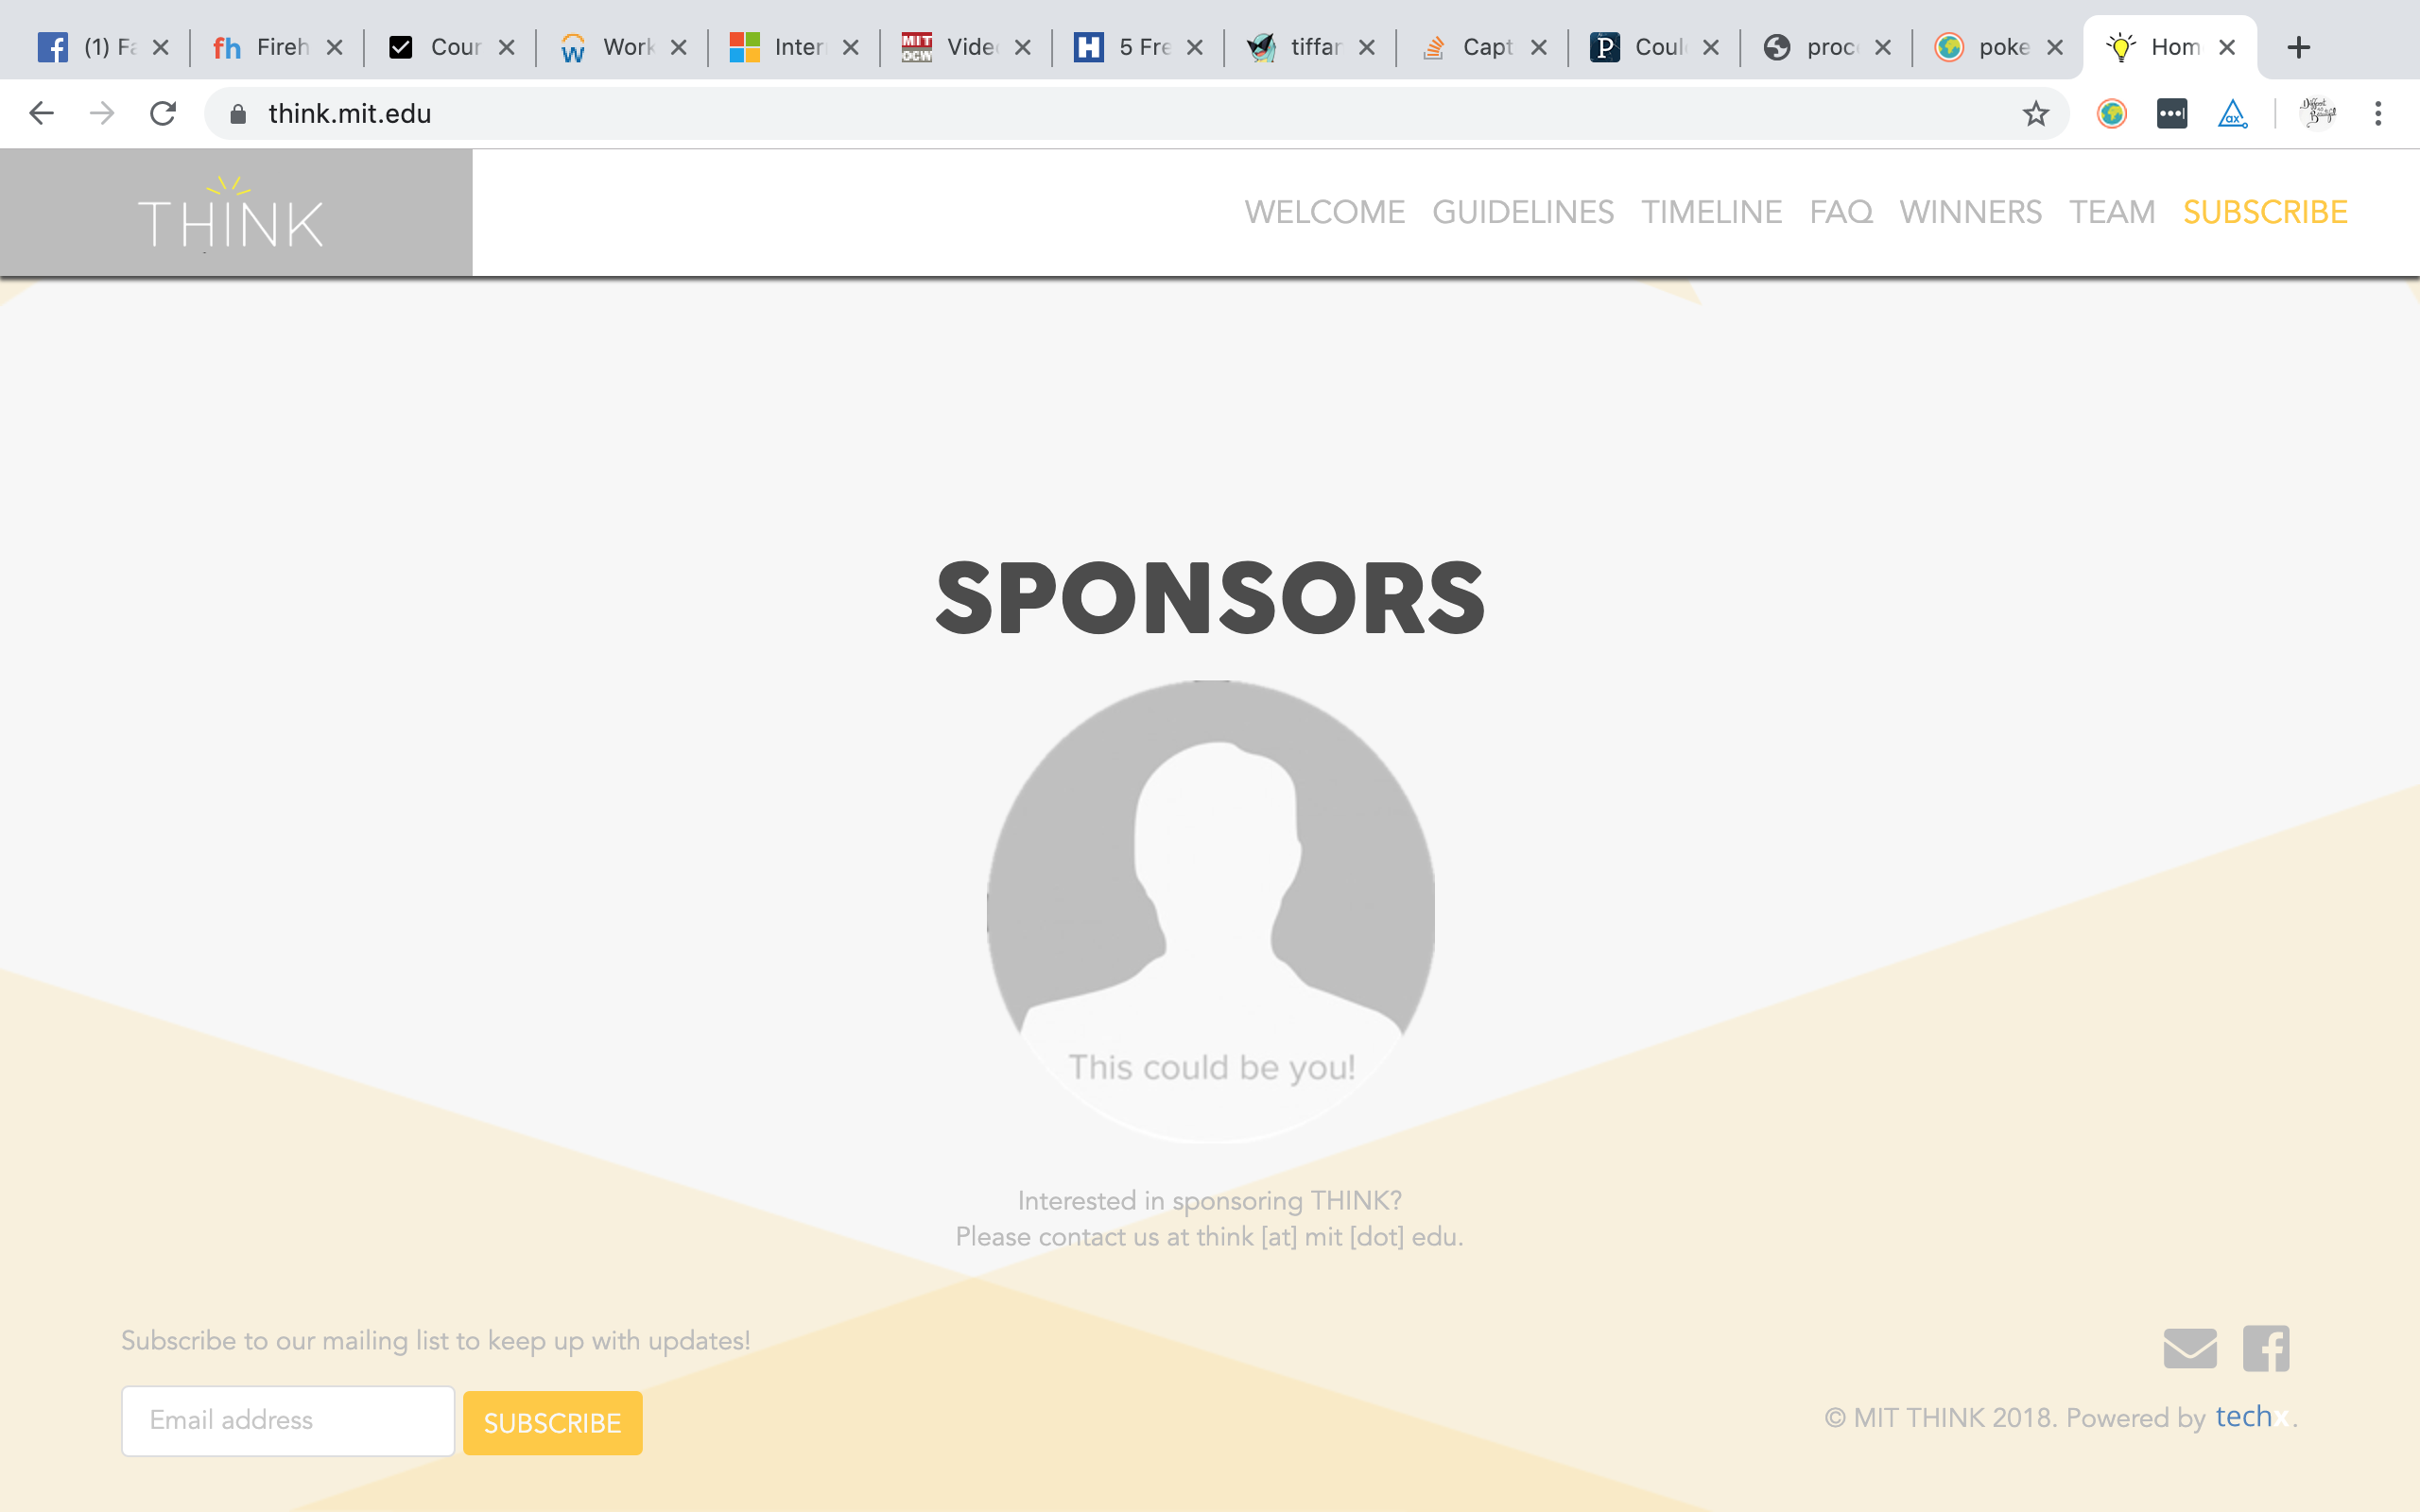 (1) Fa
Fireh
Cour
Work
Inter
MIT OCW
Vide
5 Fre
tiffar
Capt
Coul
proc
poke
Hom
think.mit.edu
THINK
WELCOME GUIDELINES TIMELINE FAQ WINNERS TEAM SUBSCRIBE
SPONSORS
This could be you!
Interested in sponsoring THINK?
Please contact us at think [at] mit [dot] edu.
Subscribe to our mailing list to keep up with updates!
Email address
SUBSCRIBE
© MIT THINK 2018. Powered by techx.